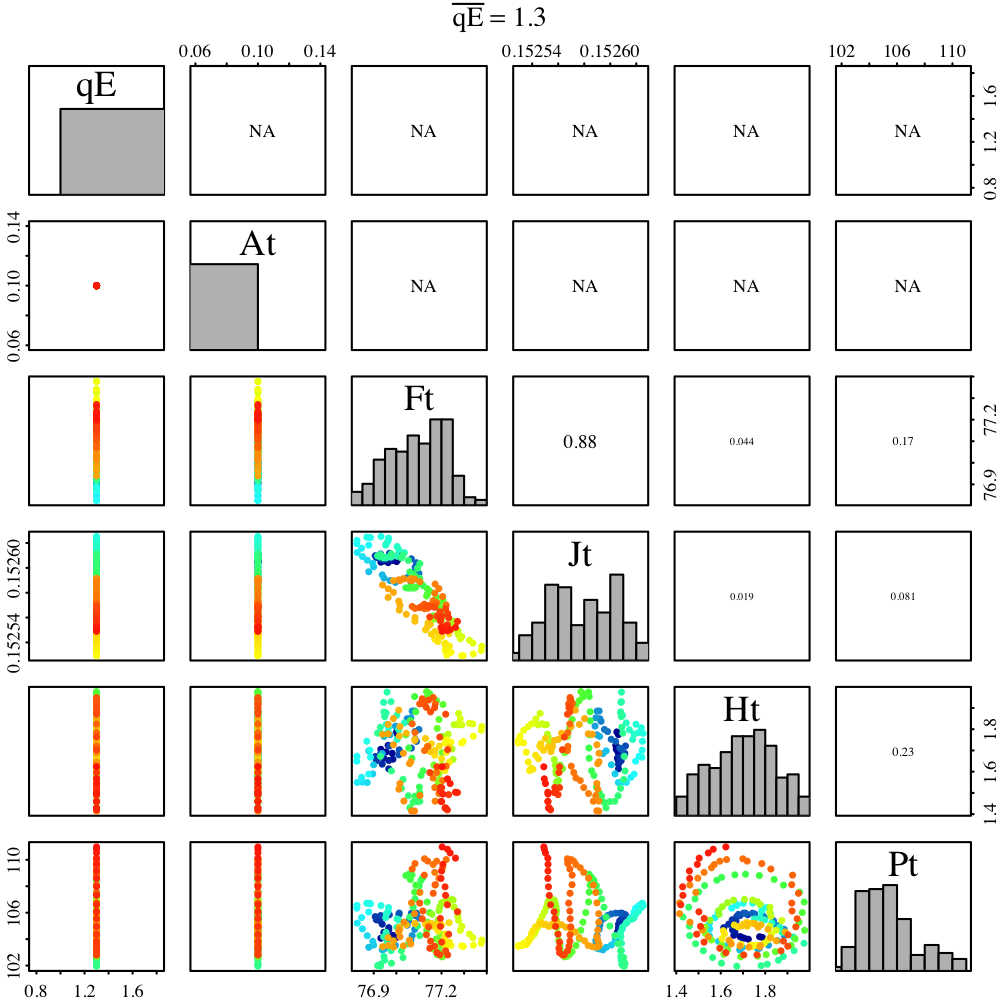 qE = 1.3
0.06 0.10 0.14 0.15254 0.15260 102 106 110
qE NA NA NA NA NA 0.8 1.2 1.6
0.06 0.10 0.14 At NA NA NA NA
Ft 0.88 0.044 0.17 76.9 77.2
0.15254 0.15260 Jt 0.019 0.081
Ht 0.23 1.4 1.6 1.8
102 106 110 Pt
0.8 1.2 1.6 76.9 77.2 1.4 1.6 1.8